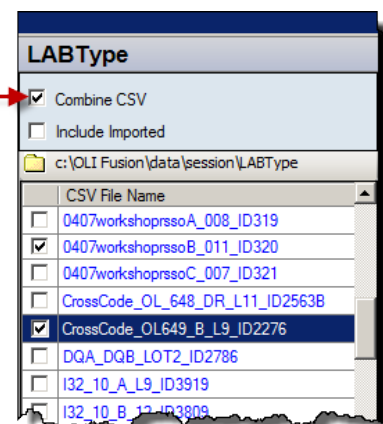 LABType
Combine CSV
Include Imported
c:\OLI Fusion\data\session\LABType
CSV File Name
0407workshoprssoA_008_ID319
0407workshoprssoB_011_ID320
0407workshoprssoC_007_ID321
CrossCode_OL_648_DR_L11_ID2563B
CrossCode_OL649_B_L9_ID2276
DQA_DQB_LOT2_ID2786
I32_10_A_L9_ID3919
I32_10_B_12_ID3809